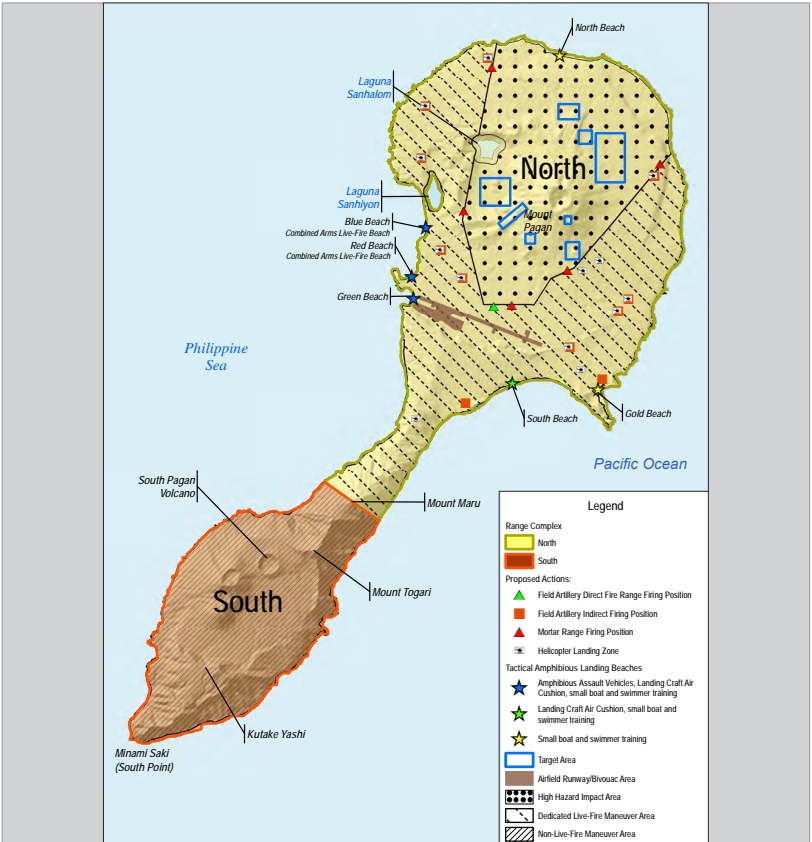 North Beach
Laguna
Sanhalom
North
Laguna
Sanhiyon
Mount
Pagan
Blue Beach
Combined Arms Live-Fire Beach
Red Beach
Combined Arms Live-Fire Beach
Green Beach
Philippine
Sea
South Beach
Gold Beach
Pacific Ocean
South Pagan
Volcano
Mount Maru
Mount Togari
South
Kutake Yashi
Minami Saki
(South Point)
Legend
Range Complex
North
South
Proposed Actions:
Field Artillery Direct Fire Range Firing Position
Field Artillery Indirect Firing Position
Mortar Range Firing Position
Helicopter Landing Zone
Tactical Amphibious Landing Beaches
Amphibious Assault Vehicles, Landing Craft Air
Cushion, small boat and swimmer training
Landing Craft Air Cushion, small boat and
swimmer training
Small boat and swimmer training
Target Area
Airfield Runway/Bivouac Area
High Hazard Impact Area
Dedicated Live-Fire Maneuver Area
Non-Live-Fire Maneuver Area